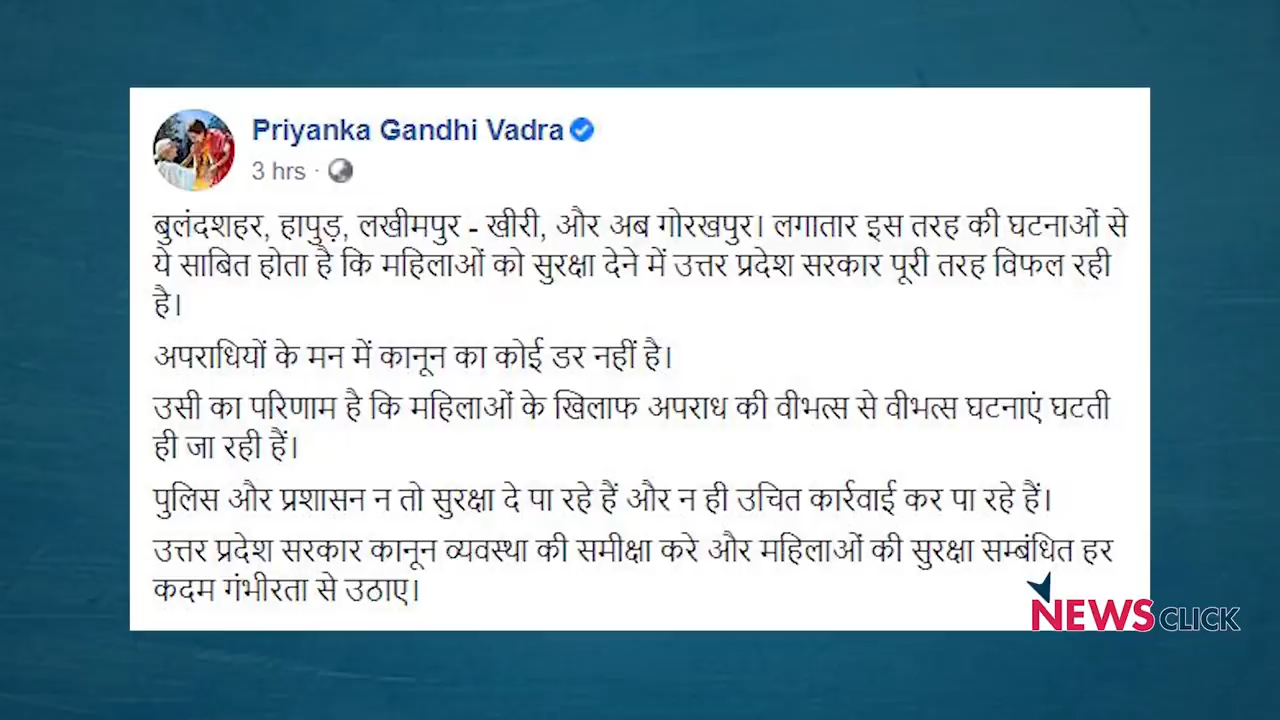 Priyanka Gandhi Vadra
3 hrs ·
बुलंदशहर, हापुड़, लखीमपुर - खीरी, और अब गोरखपुर। लगातार इस तरह की घटनाओं से
ये साबित होता है कि महिलाओं को सुरक्षा देने में उत्तर प्रदेश सरकार पूरी तरह विफल रही
है।
अपराधियों के मन में कानून का कोई डर नहीं है।
उसी का परिणाम है कि महिलाओं के खिलाफ अपराध की वीभत्स से वीभत्स घटनाएं घटती
ही जा रही हैं।
पुलिस और प्रशासन न तो सुरक्षा दे पा रहे हैं और न ही उचित कार्रवाई कर पा रहे हैं।
उत्तर प्रदेश सरकार कानून व्यवस्था की समीक्षा करे और महिलाओं की सुरक्षा सम्बंधित हर
कदम गंभीरता से उठाए।
NEWS CLICK